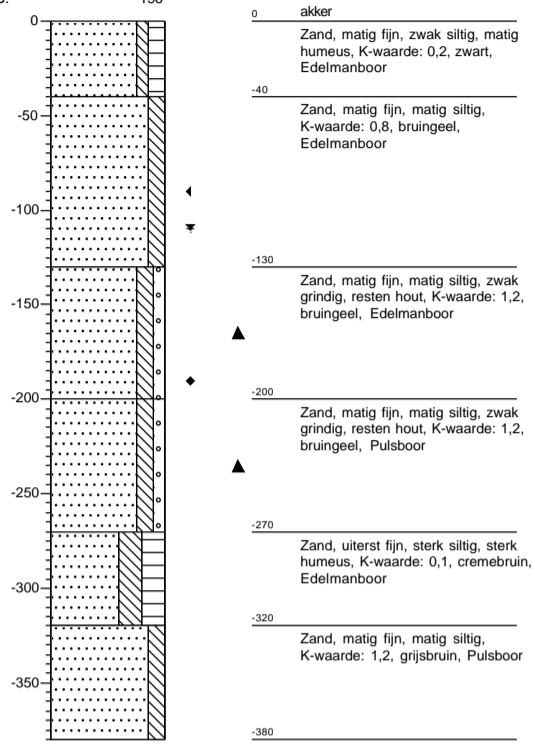 0
-50
-100
-150
-200
-250
-300
-350
0 akker
Zand, matig fijn, zwak siltig, matig
humeus, K-waarde: 0,2, zwart,
Edelmanboor
-40
Zand, matig fijn, matig siltig,
K-waarde: 0,8, bruingeel,
Edelmanboor
-130
Zand, matig fijn, matig siltig, zwak
grindig, resten hout, K-waarde: 1,2,
bruingeel, Edelmanboor
-200
Zand, matig fijn, matig siltig, zwak
grindig, resten hout, K-waarde: 1,2,
bruingeel, Pulsboor
-270
Zand, uiterst fijn, sterk siltig, sterk
humeus, K-waarde: 0,1, cremebruin,
Edelmanboor
-320
Zand, matig fijn, matig siltig,
K-waarde: 1,2, grijsbruin, Pulsboor
-380